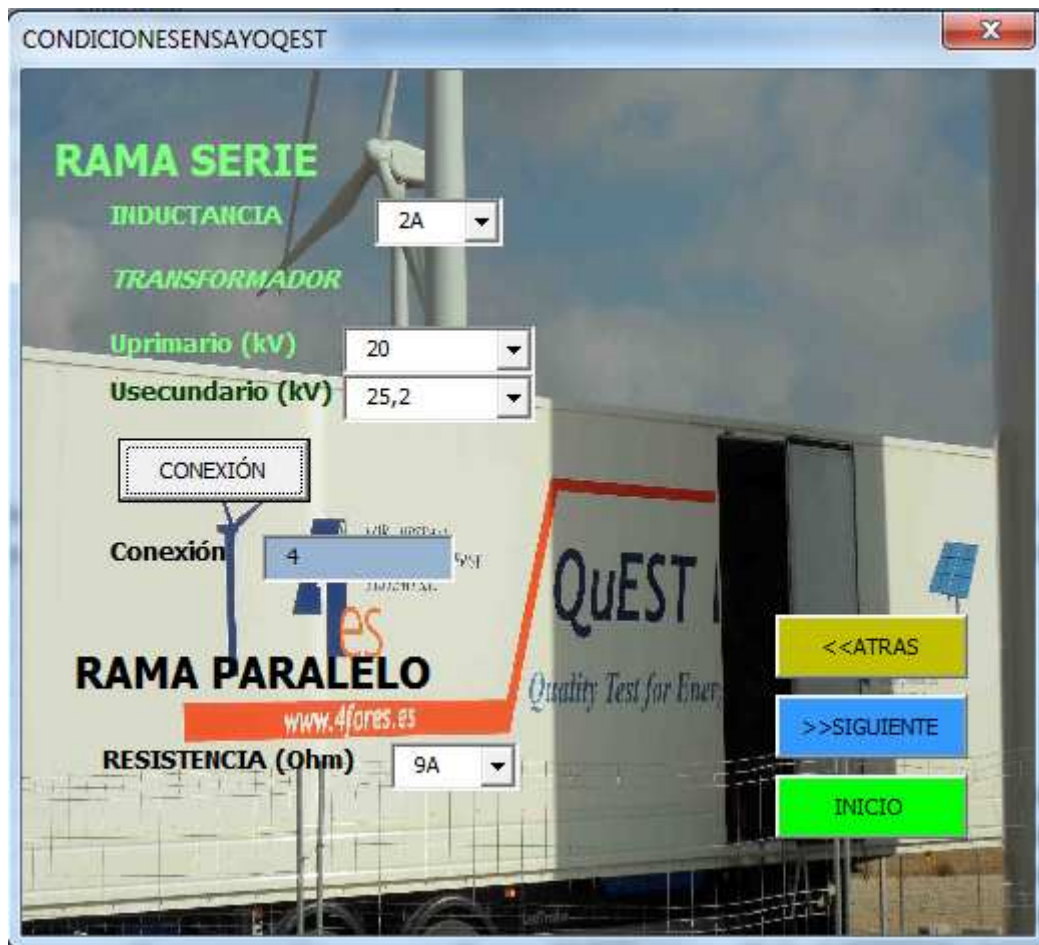 CONDICIONESENSAYOQEST
RAMA SERIE
INDUCTANCIA 2A
TRANSFORMADOR
Uprimario (kV) 20
Usecundario (kV) 25,2
CONEXIÓN
Conexión 4
QuEST
es
<<ATRAS
RAMA PARALELO
Quality Test for
www.4fores.es
>>SIGUIENTE
RESISTENCIA (Ohm) 9A
INICIO